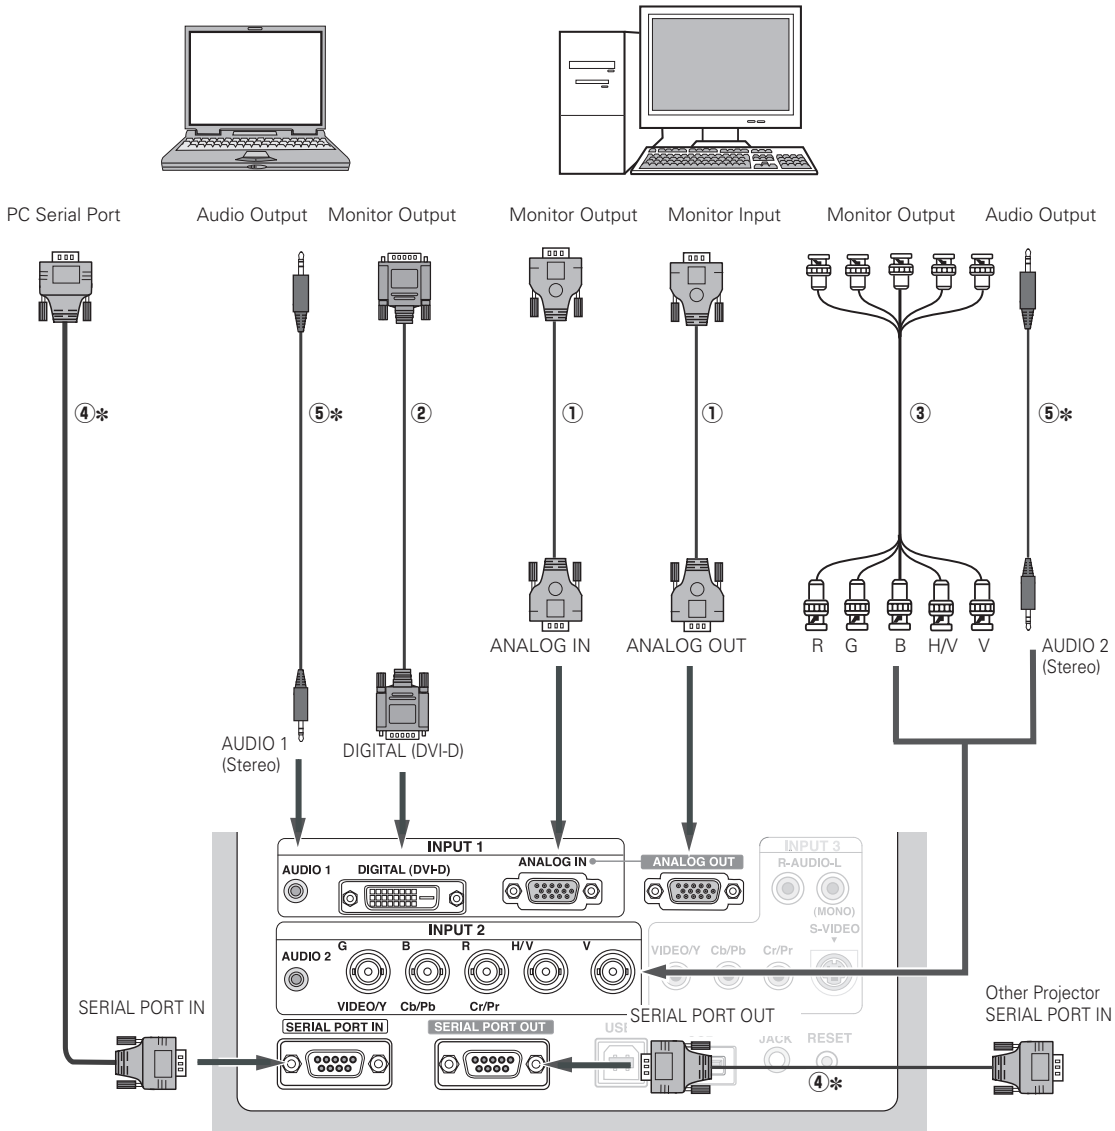 PC Serial Port Audio Output Monitor Output Monitor Output Monitor Input Monitor Output Audio Output
④* ⑤* ② ① ① ③ ⑤*
ANALOG IN ANALOG OUT R G B H/V V AUDIO 2
(Stereo)
AUDIO 1
(Stereo)
DIGITAL (DVI-D)
INPUT 1
AUDIO 1 DIGITAL (DVI-D) ANALOG IN ANALOG OUT
INPUT 3
R-AUDIO-L
(MONO)
S-VIDEO
INPUT 2
AUDIO 2 G B R H/V V
VIDEO/Y Cb/Pb Cr/Pr
VIDEO/Y Cb/Pb Cr/Pr
SERIAL PORT IN
SERIAL PORT IN SERIAL PORT OUT
USB
SERIAL PORT OUT
JACK RESET
④*
Other Projector
SERIAL PORT IN